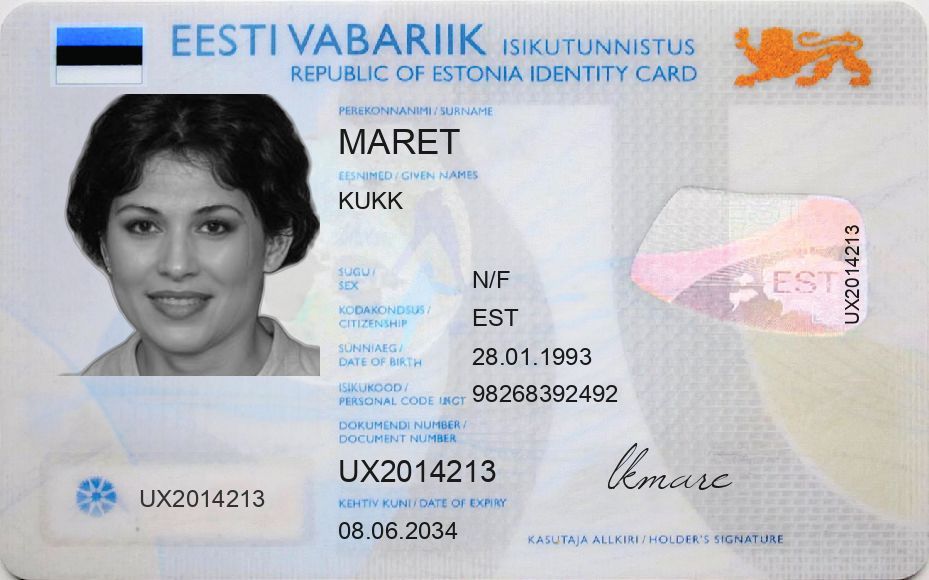 EESTI VABARIIK ISIKUTUNNISTUS
REPUBLIC OF ESTONIA IDENTITY CARD
PEREKONNANIMI / SURNAME
MARET
EESNIMED / GIVEN NAMES
KUKK
SUGU /
SEX
N/F
KODAKONDSUS /
CITIZENSHIP
EST
SÜNNIAEG /
DATE OF BIRTH
28.01.1993
ISIKUKOOD /
PERSONAL CODE
98268392492
DOKUMENDI NUMBER /
DOCUMENT NUMBER
UX2014213
KEHTIV KUNI / DATE OF EXPIRY
08.06.2034
UX2014213
EST
UX2014213
lkmare
KASUTAJA ALLKIRI / HOLDER'S SIGNATURE